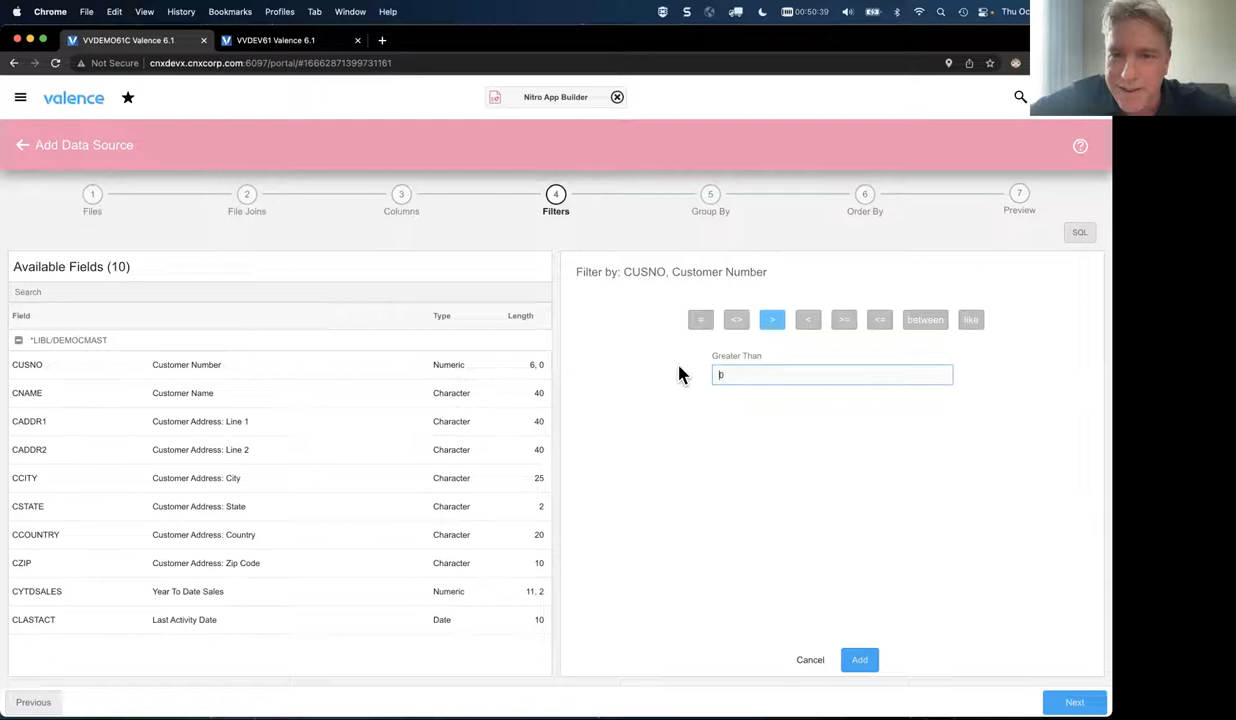 Chrome File Edit View History Bookmarks Profiles Tab Window Help 00:50:39 Thu Oc
VVDEMO61C Valence 6.1 VVDEV61 Valence 6.1
Not Secure cnxdevx.cnxcorp.com:6097/portal/#16662871399731161
valence Nitro App Builder
Add Data Source
1 2 3 4 5 6 7
Files File Joins Columns Filters Group By Order By Preview
SQL
Available Fields (10)
Filter by: CUSNO, Customer Number
Search
Field Type Length
= <> > < >= <= between like
*LIBL/DEMOCMAST
Greater Than
CUSNO Customer Number Numeric 6, 0
0
CNAME Customer Name Character 40
CADDR1 Customer Address: Line 1 Character 40
CADDR2 Customer Address: Line 2 Character 40
CCITY Customer Address: City Character 25
CSTATE Customer Address: State Character 2
CCOUNTRY Customer Address: Country Character 20
CZIP Customer Address: Zip Code Character 10
CYTDSALES Year To Date Sales Numeric 11, 2
CLASTACT Last Activity Date Date 10
Cancel Add
Previous Next